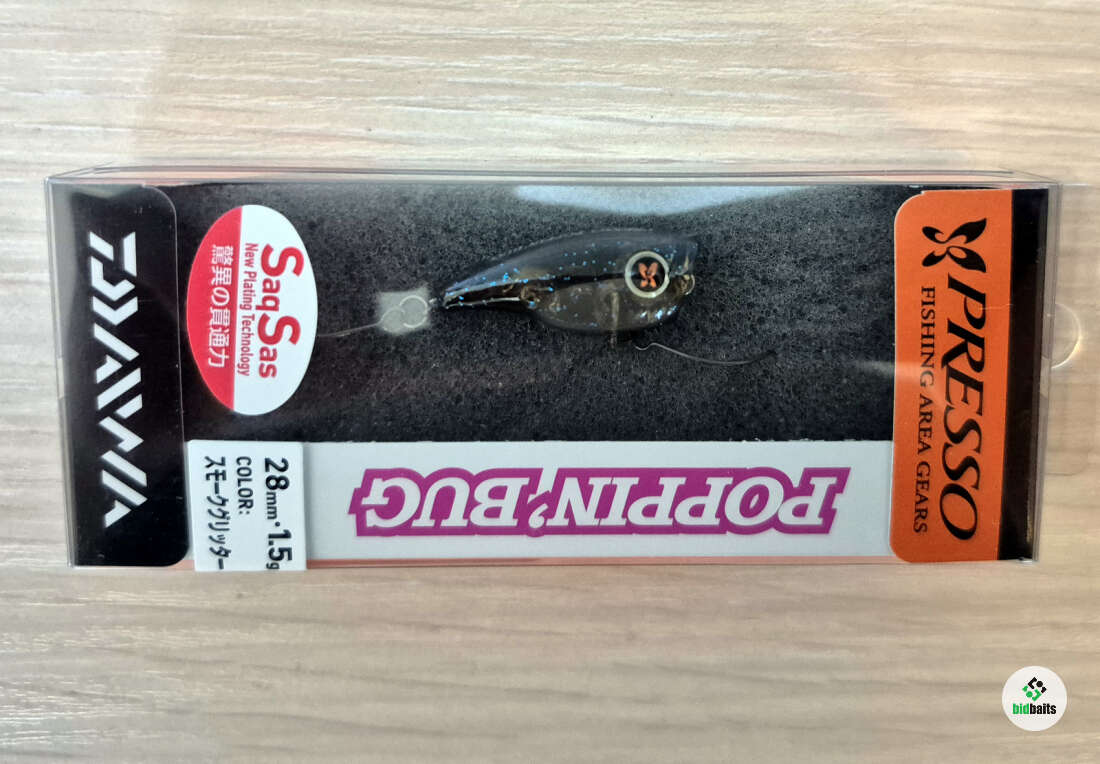 DAIWA
SaqSas
New Plating Technology
驚異の貫通力
28mm・1.5g
COLOR:
スモークグリッター
POPPIN'BUG
PRESSO
FISHING AREA GEARS
bidbaits